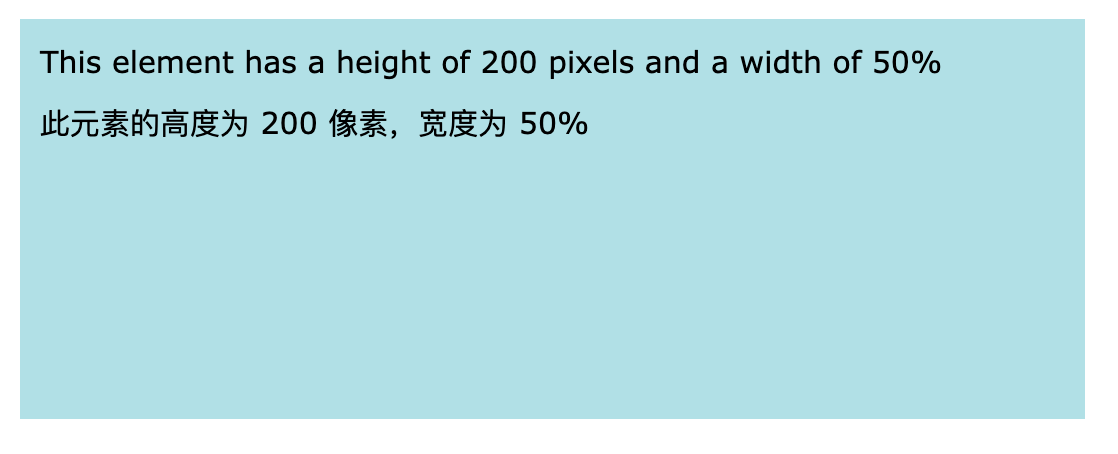 This element has a height of 200 pixels and a width of 50%
此元素的高度为 200 像素，宽度为 50%